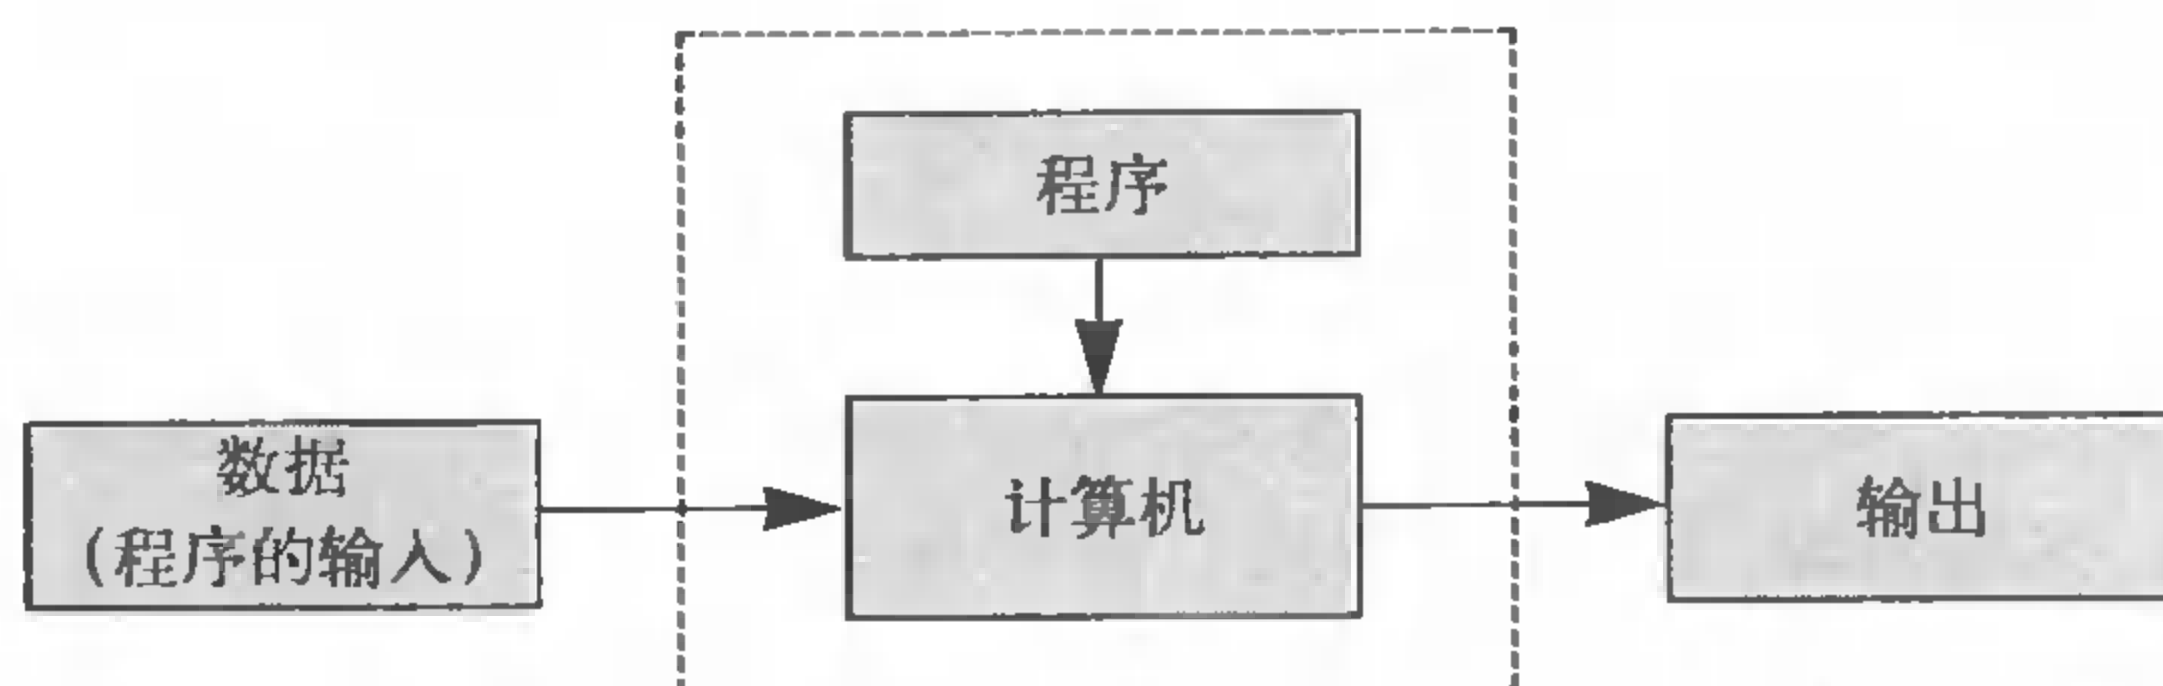 程序
数据
(程序的输入)
计算机
输出